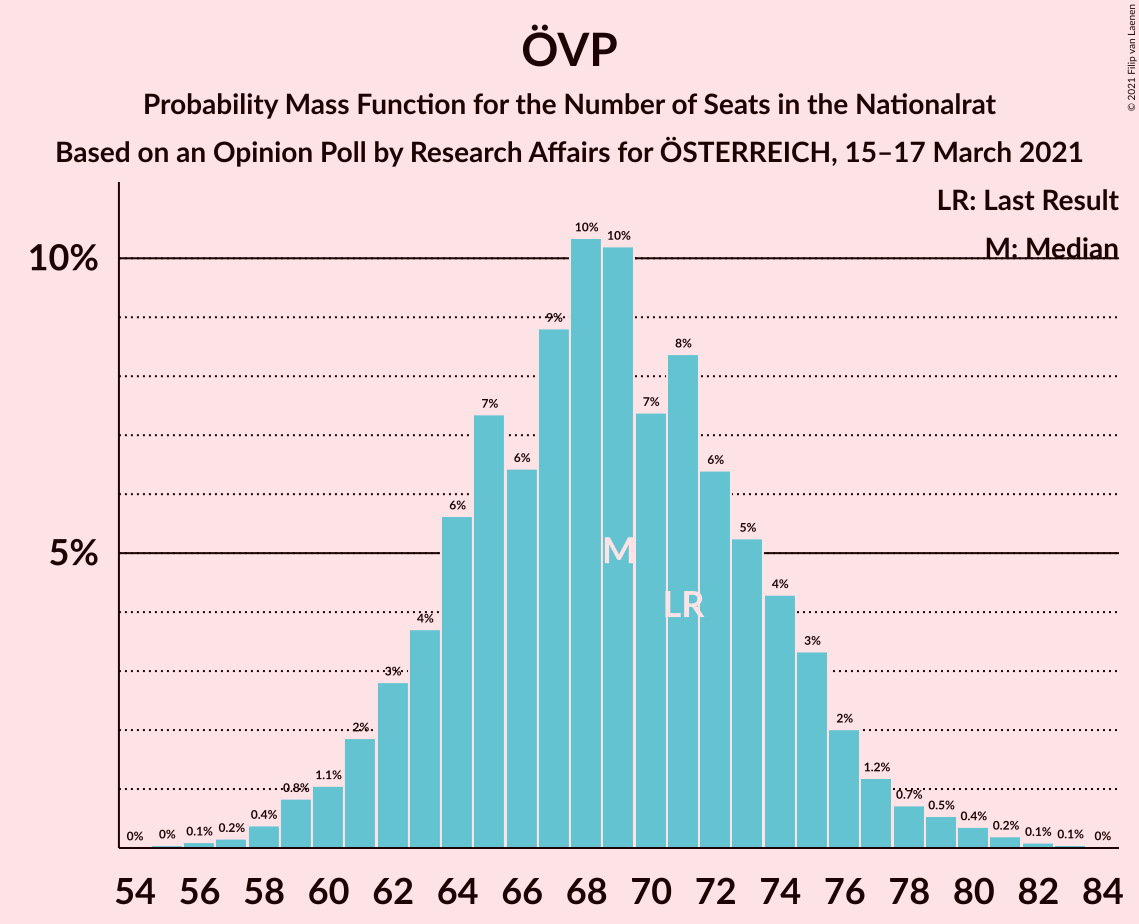 ÖVP
Probability Mass Function for the Number of Seats in the Nationalrat
Based on an Opinion Poll by Research Affairs for ÖSTERREICH, 15–17 March 2021
© 2021 Filip van Laenen
LR: Last Result
M: Median
10%
5%
0% 0% 0.1% 0.2% 0.4% 0.8% 1.1% 2% 3% 4% 6% 7% 6% 9% 10% 10% 7% 8% 6% 5% 4% 3% 2% 1.2% 0.7% 0.5% 0.4% 0.2% 0.1% 0.1% 0%
M
LR
54 56 58 60 62 64 66 68 70 72 74 76 78 80 82 84